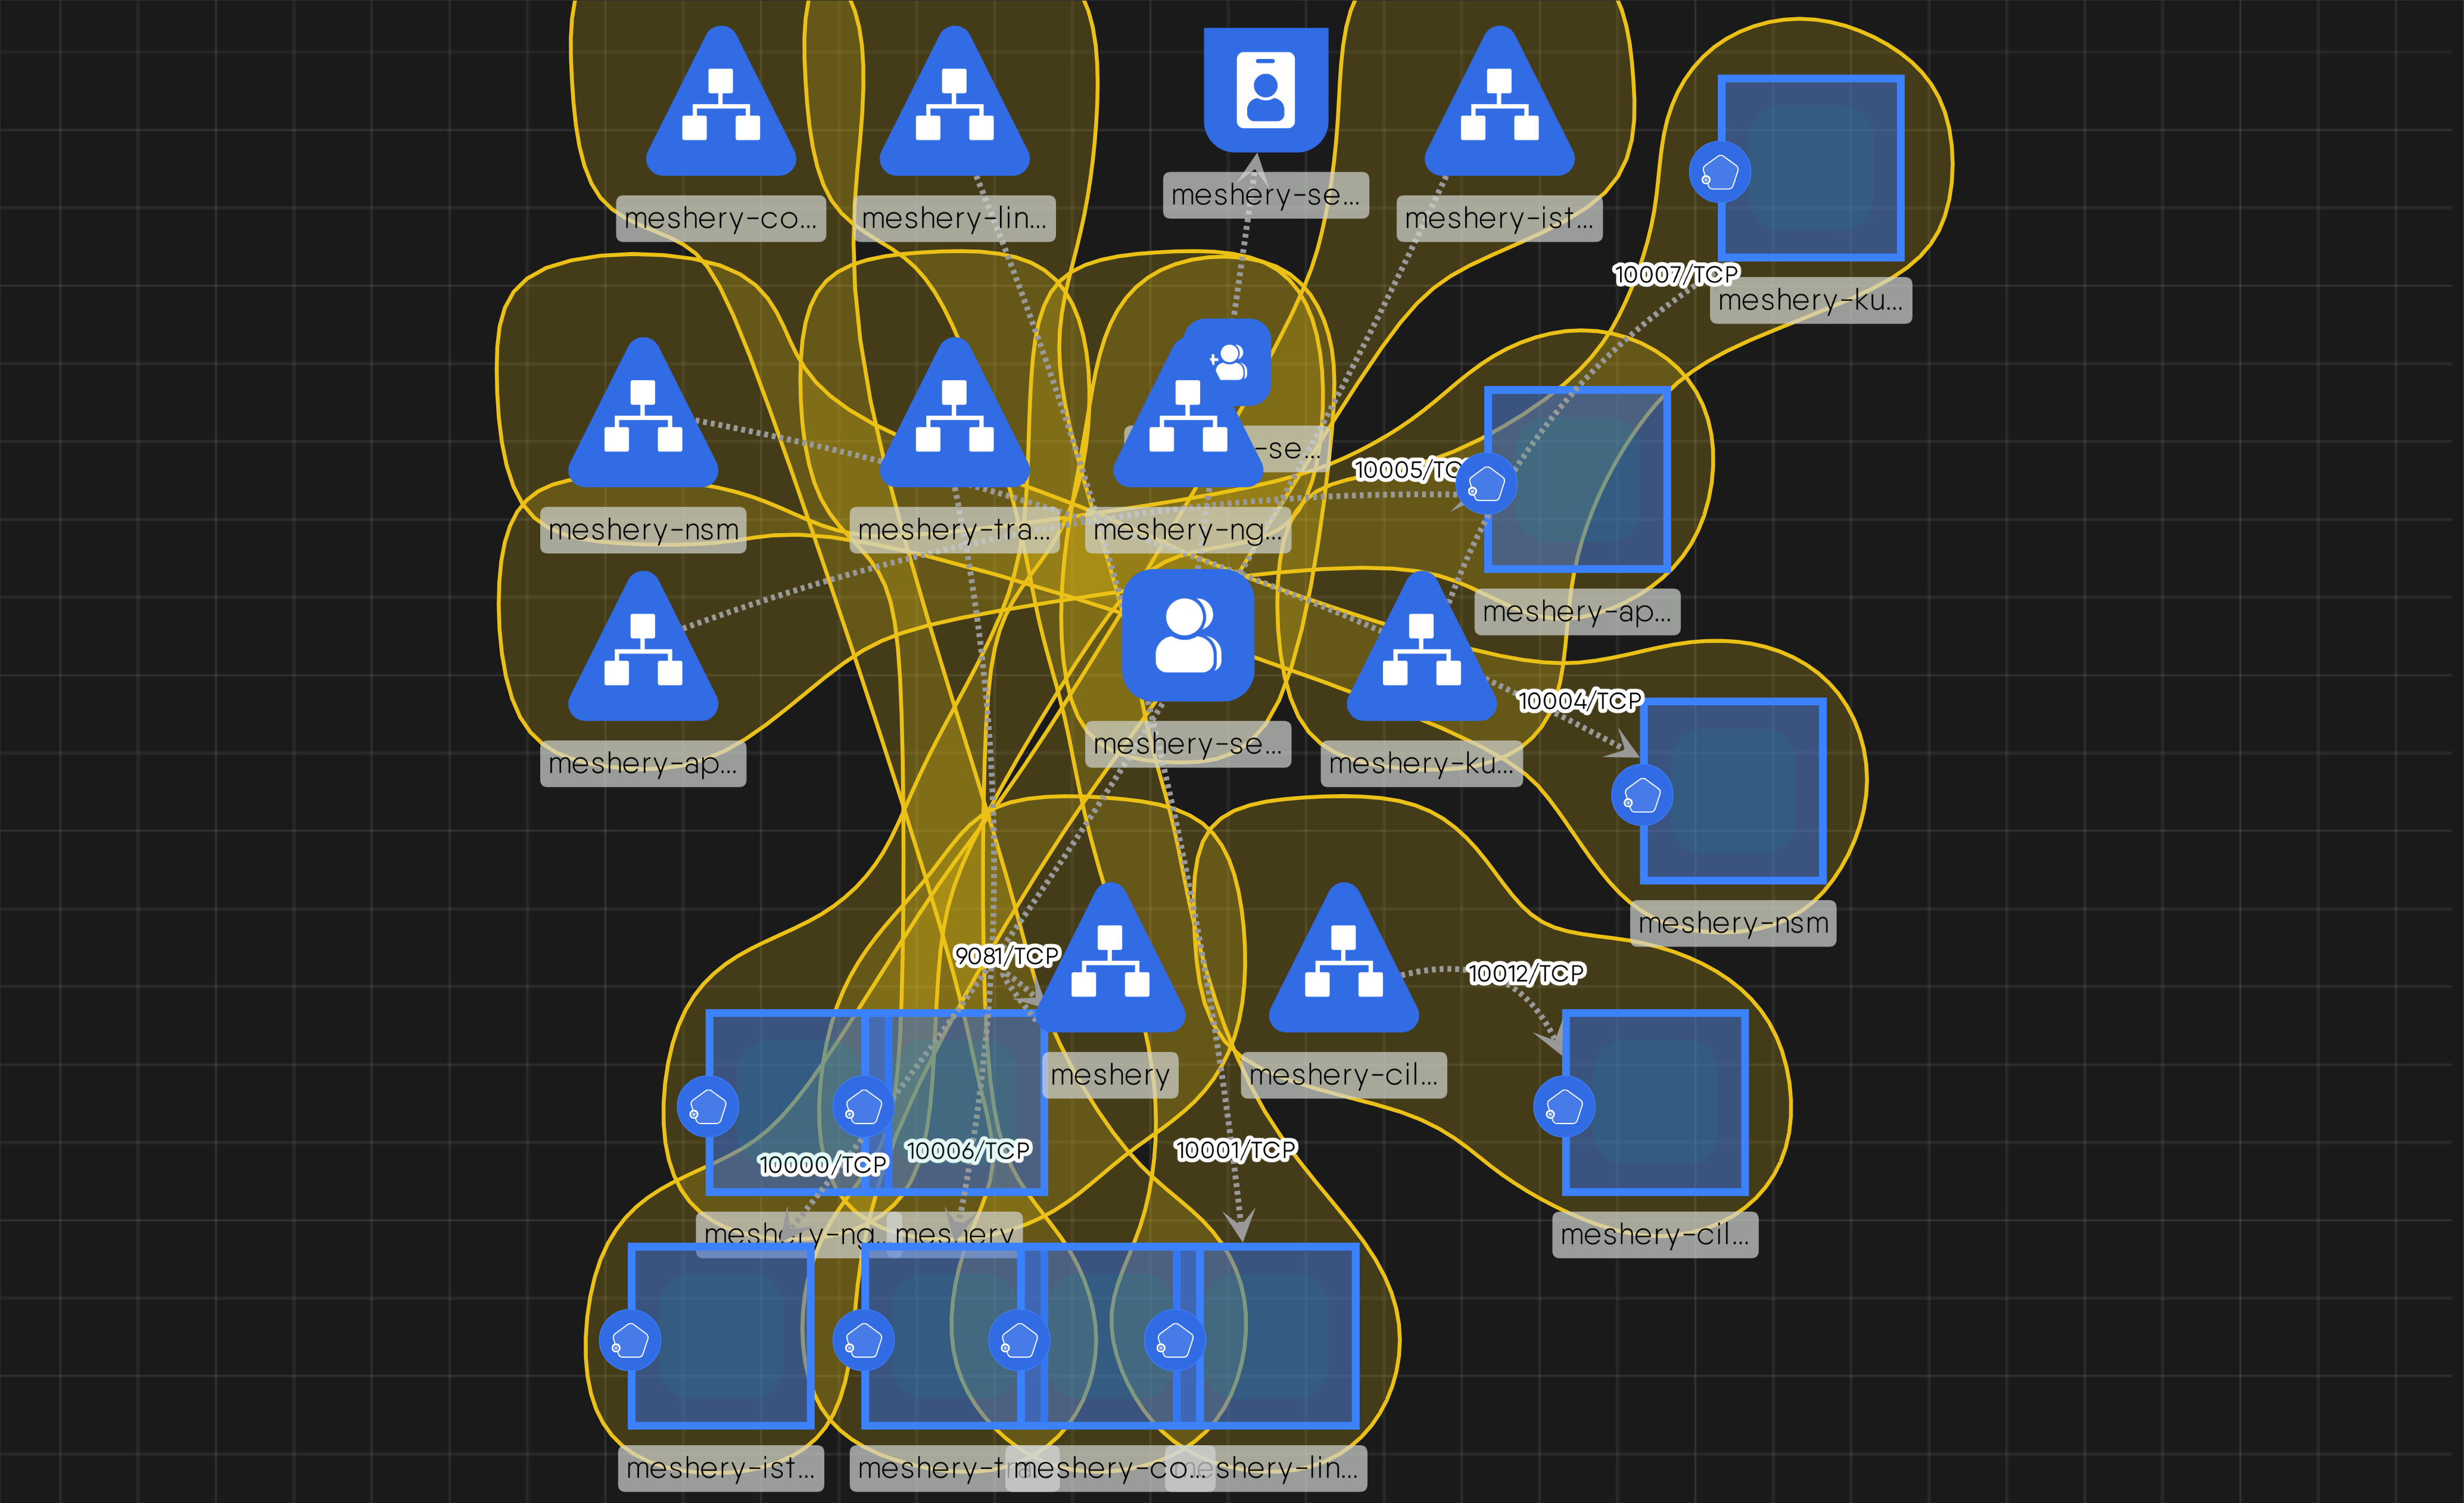 meshery-co...
meshery-lin...
meshery-se...
meshery-ist...
10007/TCP
meshery-ku...
-se...
10005/TC
meshery-nsm
meshery-tra...
meshery-ng...
meshery-ap...
meshery-ap...
meshery-se...
meshery-ku...
10004/TCP
meshery-nsm
9081/TCP
10012/TCP
meshery
meshery-cil...
10006/TCP
10001/TCP
10000/TCP
meshery-ng...
meshery
meshery-cil...
meshery-ist...
meshery-tr
meshery-co...
meshery-lin...